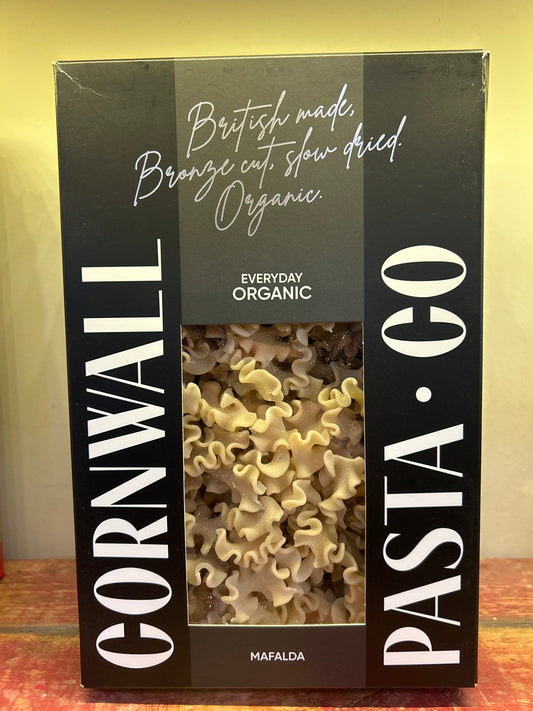 British made,
Bronze cut, slow dried.
Organic.
EVERYDAY
ORGANIC
CORNWALL
PASTA • CO
MAFALDA